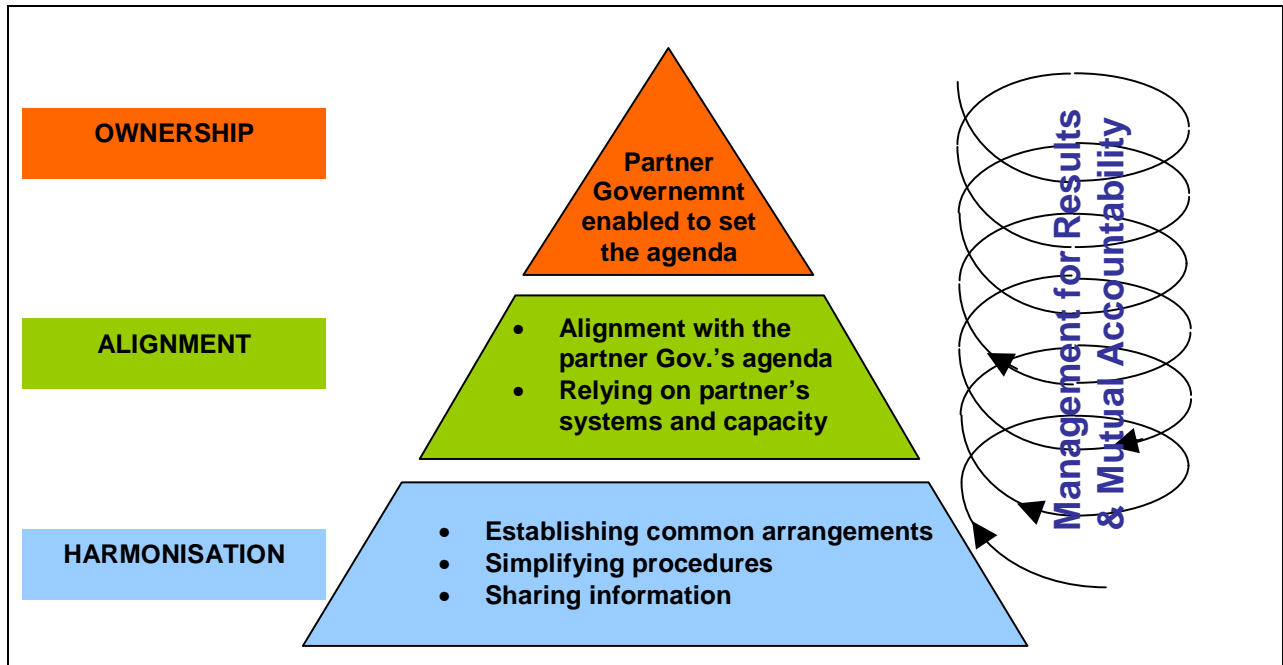 OWNERSHIP
Partner
Governemnt
enabled to set
the agenda
ALIGNMENT
• Alignment with the
partner Gov.'s agenda
• Relying on partner's
systems and capacity
HARMONISATION
• Establishing common arrangements
• Simplifying procedures
• Sharing information
Management for Results
& Mutual Accountability